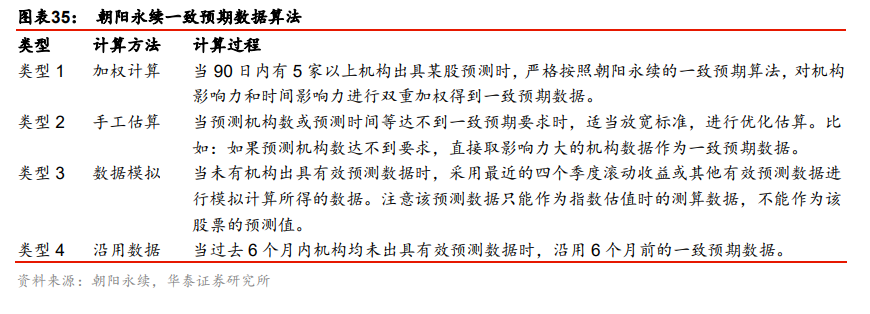 图表35： 朝阳永续一致预期数据算法
类型 计算方法 计算过程
类型 1 加权计算 当 90 日内有 5 家以上机构出具某股预测时，严格按照朝阳永续的一致预期算法，对机构
影响力和时间影响力进行双重加权得到一致预期数据。
类型 2 手工估算 当预测机构数或预测时间等达不到一致预期要求时，适当放宽标准，进行优化估算。比
如：如果预测机构数达不到要求，直接取影响力大的机构数据作为一致预期数据。
类型 3 数据模拟 当未有机构出具有效预测数据时，采用最近的四个季度滚动收益或其他有效预测数据进
行模拟计算所得的数据。注意该预测数据只能作为指数估值时的测算数据，不能作为该
股票的预测值。
类型 4 沿用数据 当过去 6 个月内机构均未出具有效预测数据时，沿用 6 个月前的一致预期数据。
资料来源：朝阳永续，华泰证券研究所